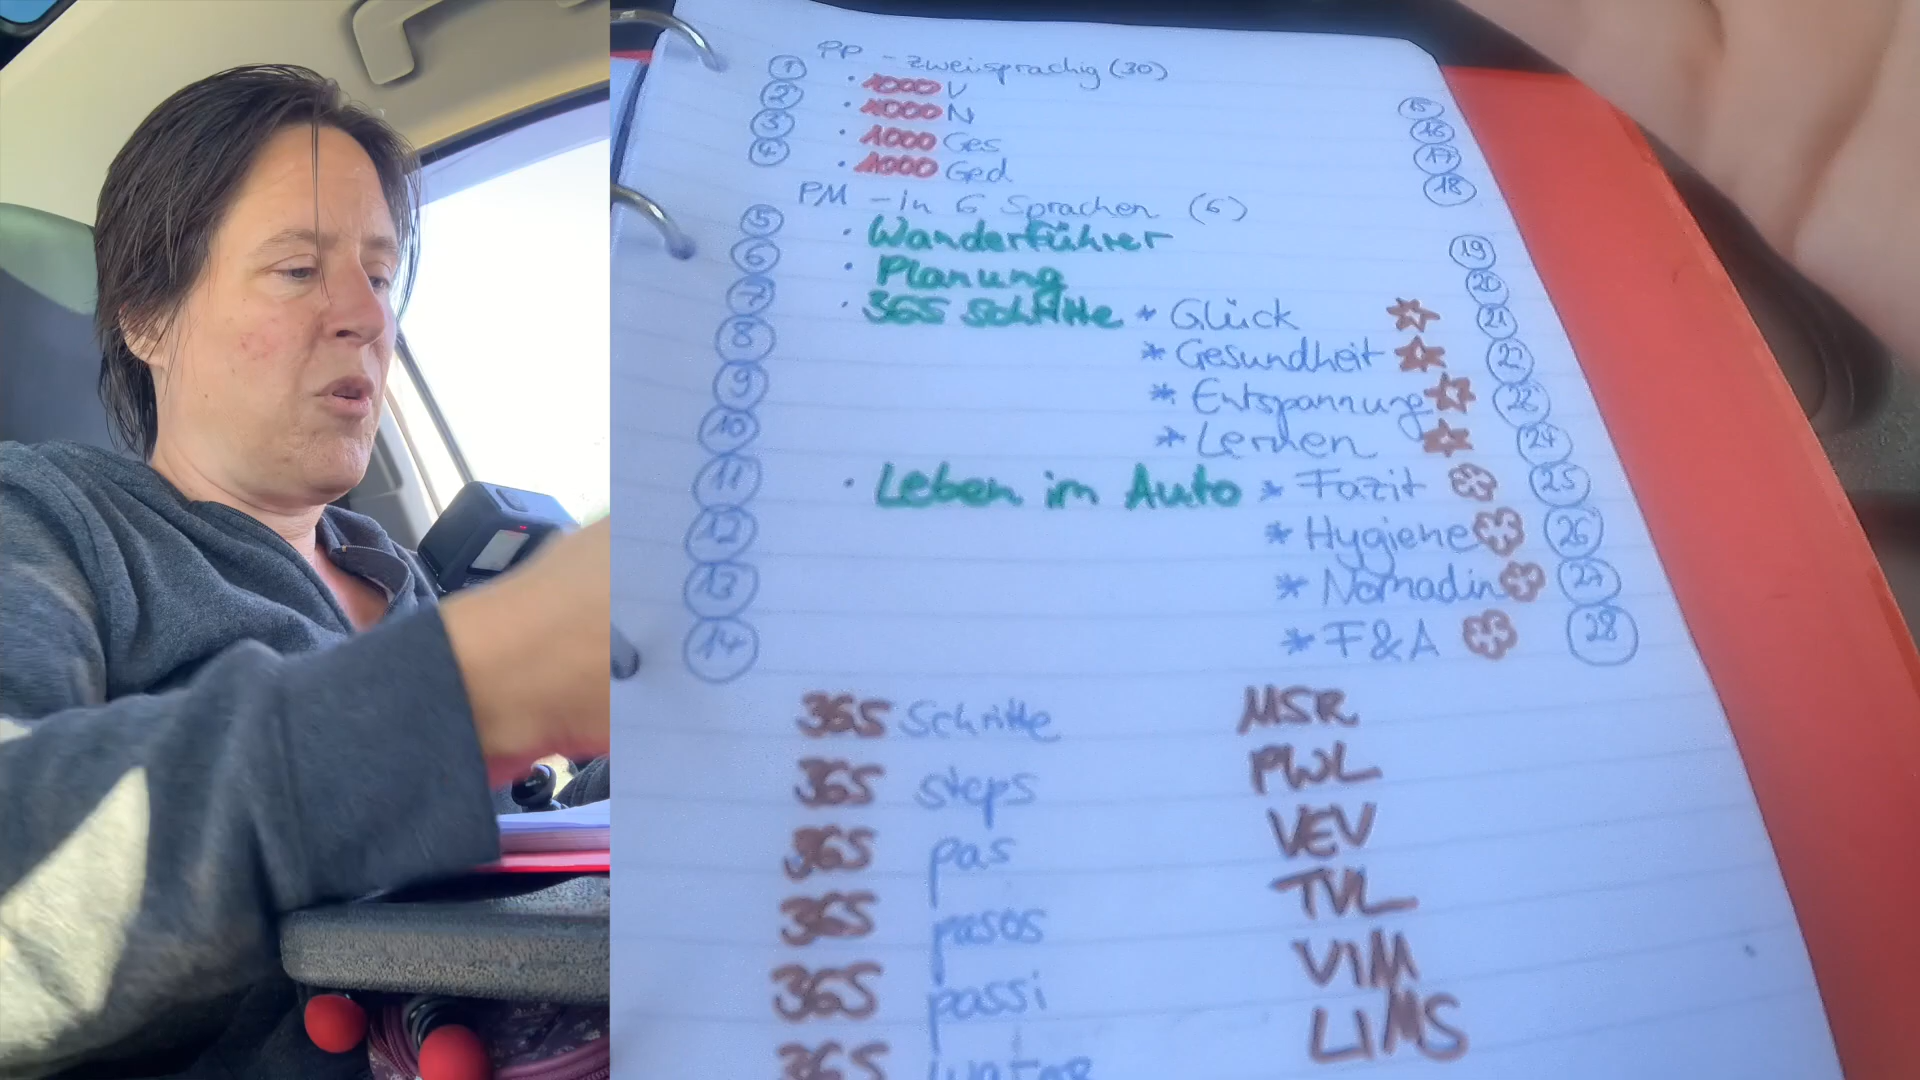 PP - zweisprachig (30)
① • 1000 V ⑮
② • 1000 N ⑯
③ • 1000 Ges ⑰
④ • 1000 Ged ⑱
PM - in 6 Sprachen (6)
⑤ • Wanderführer ⑲
⑥ • Planung ⑳
⑦ • 365 Schritte * Glück 21
⑧ * Gesundheit 22
⑨ * Entspannung 23
⑩ * Lernen 24
⑪ • Leben im Auto * Fazit 25
⑫ * Hygiene 26
⑬ * Nomadin 27
⑭ * F&A 28
365 Schritte MSR
365 steps PWL
365 pas VEV
365 pasos TVL
365 passi VIM
365 LIMS